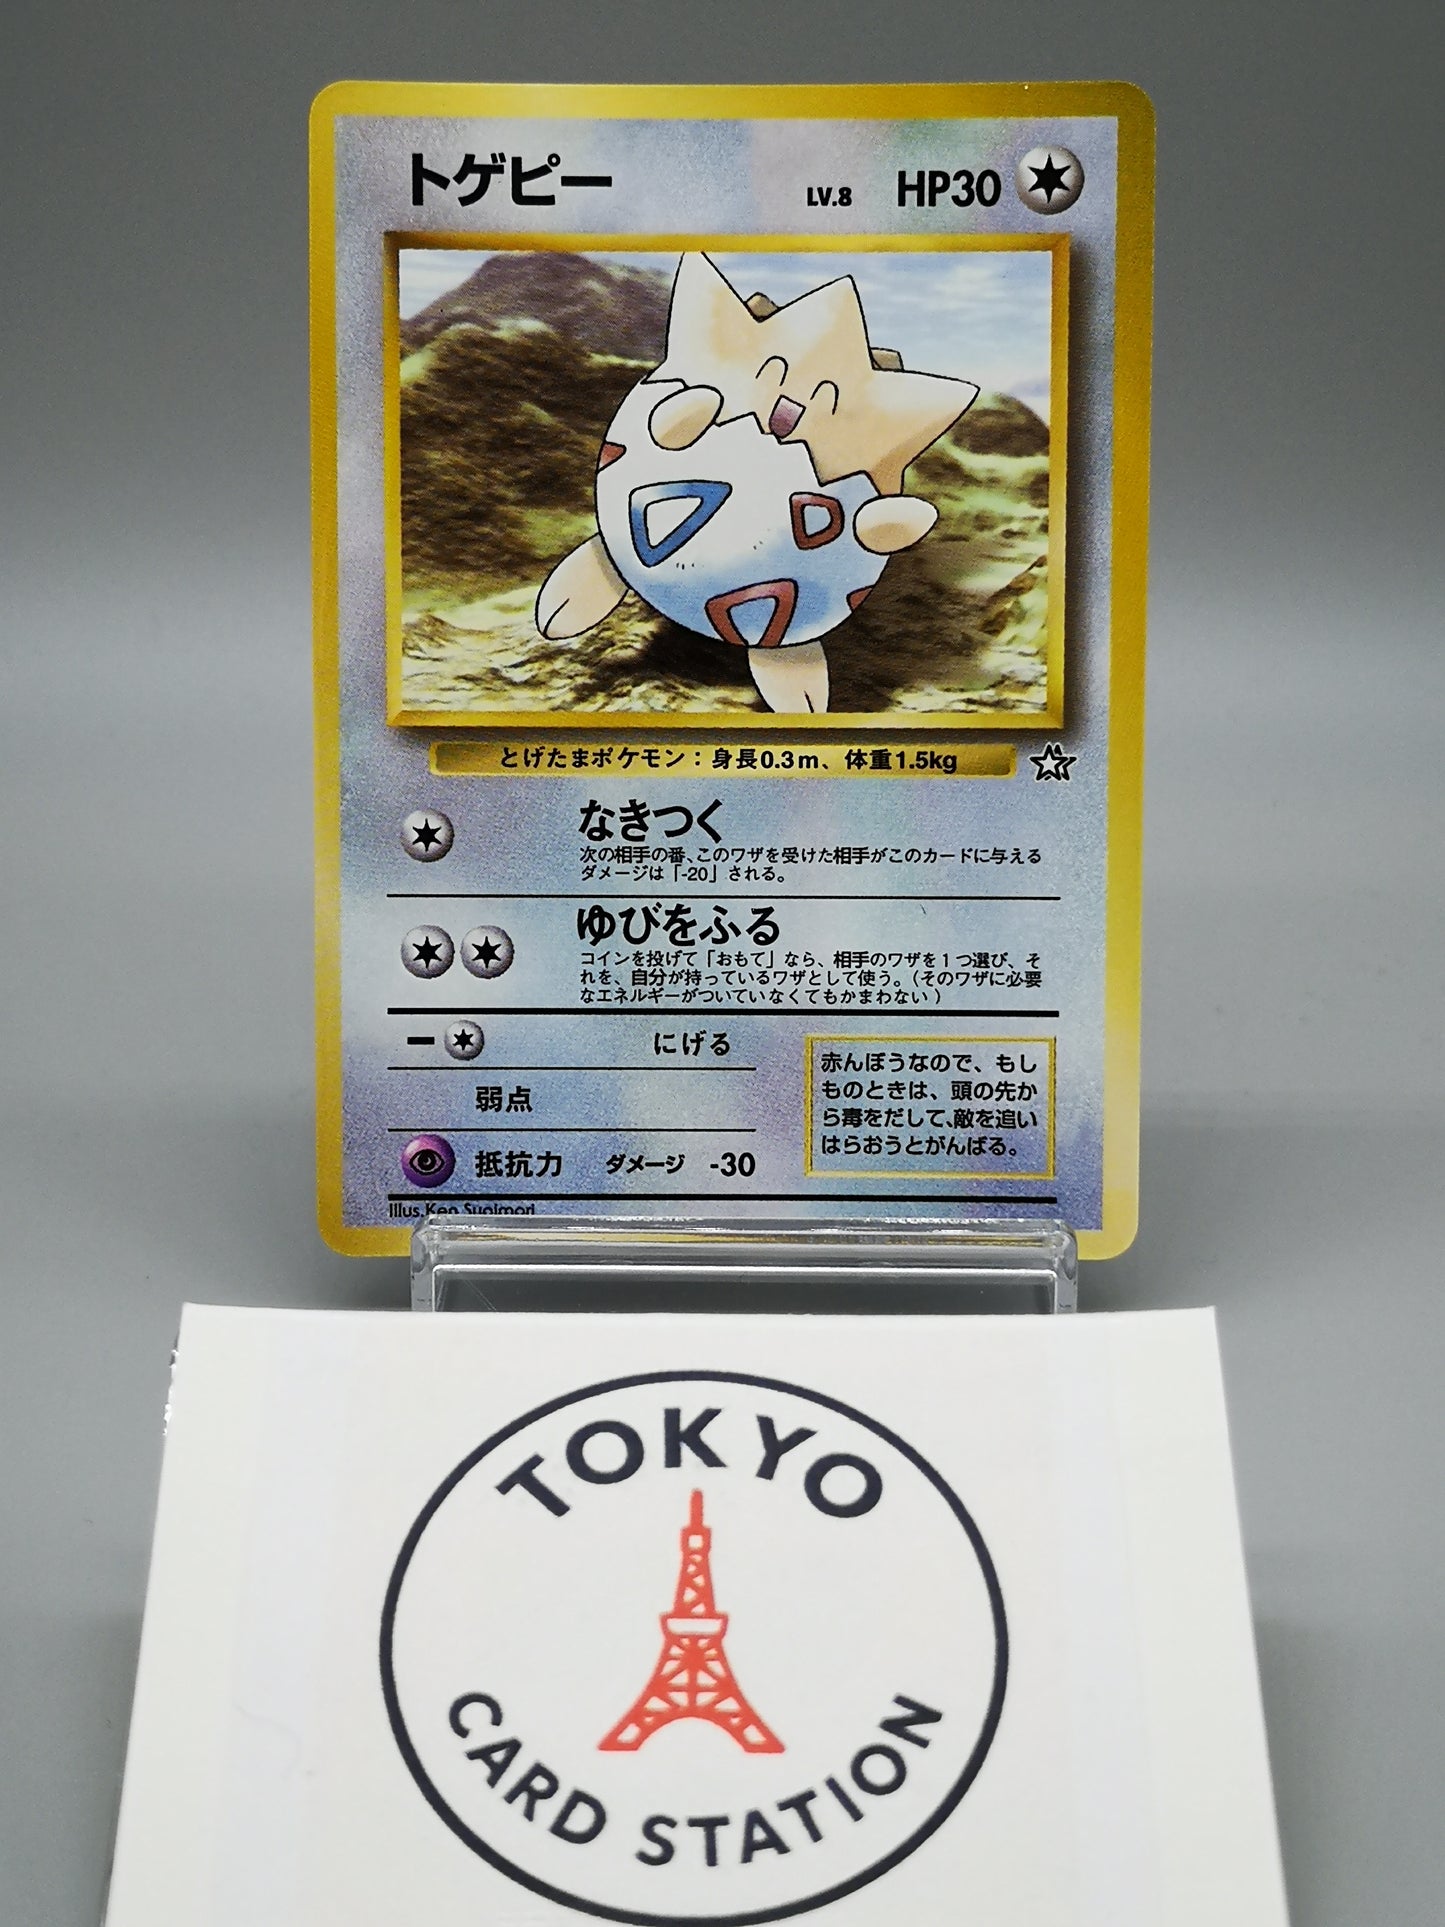 トゲピー LV.8 HP30
とげたまポケモン：身長0.3m、体重1.5kg
なきつく
次の相手の番、このワザを受けた相手がこのカードに与える
ダメージは「-20」される。
ゆびをふる
コインを投げて「おもて」なら、相手のワザを１つ選び、そ
れを、自分が持っているワザとして使う。（そのワザに必要
なエネルギーがついていなくてもかまわない）
ー にげる
弱点
抵抗力 ダメージ -30
赤んぼうなので、もし
ものときは、頭の先か
ら毒をだして、敵を追い
はらおうとがんばる。
Illus.Ken Sugimori
TOKYO
CARD STATION